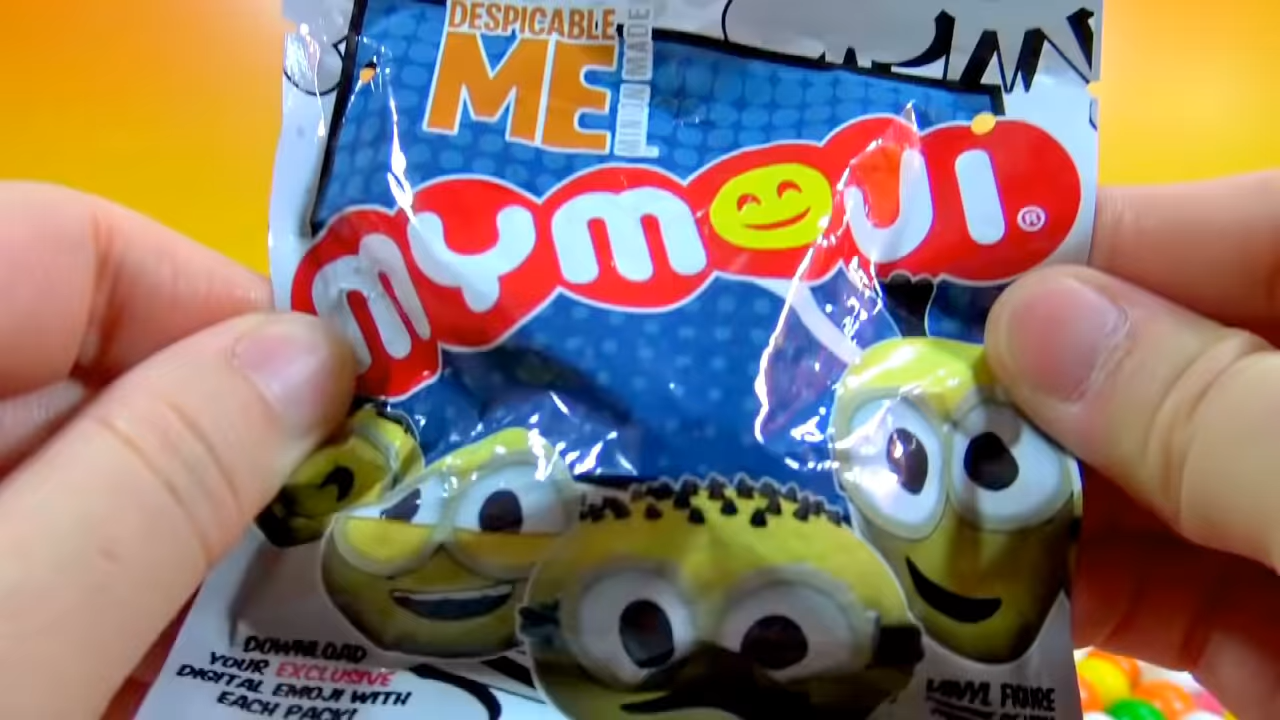 DESPICABLE
ME
MINION MADE
MYMOJI®
DOWNLOAD
YOUR EXCLUSIVE
DIGITAL EMOJI WITH
EACH PACK!
VINYL FIGURE